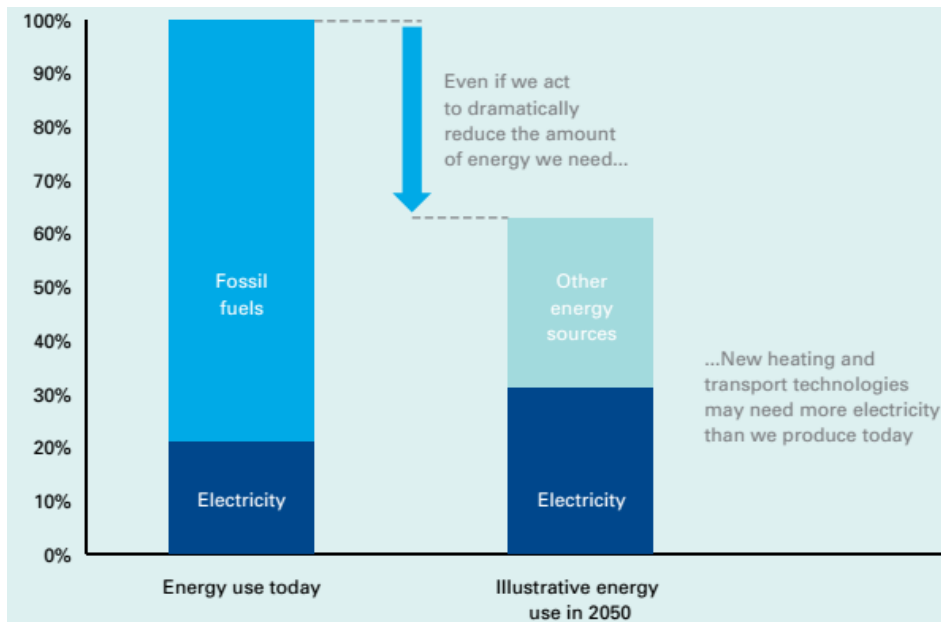 100%
90%
80%
70%
60%
50%
40%
30%
20%
10%
0%
Even if we act
to dramatically
reduce the amount
of energy we need...
Fossil
fuels
Electricity
Other
energy
sources
Electricity
...New heating and
transport technologies
may need more electricity
than we produce today
Energy use today
Illustrative energy
use in 2050